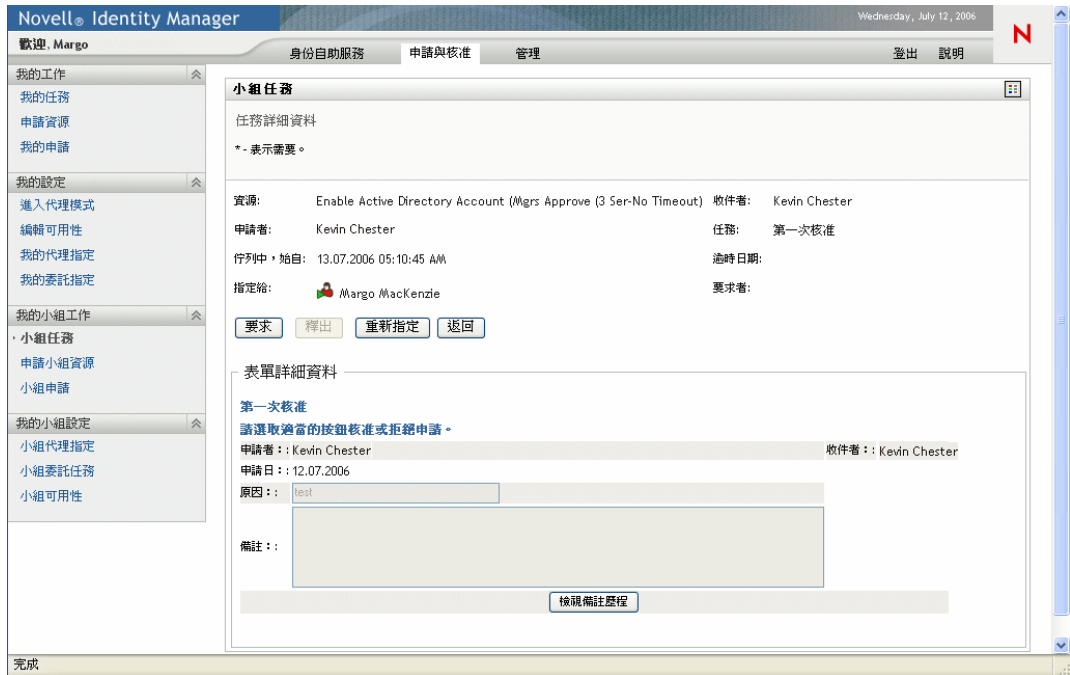 Novell® Identity Manager
Wednesday, July 12, 2006
N
歡迎, Margo
身份自助服務 申請與核准 管理 登出 說明
我的工作
我的任務
申請資源
我的申請
我的設定
進入代理模式
編輯可用性
我的代理指定
我的委託指定
我的小組工作
小組任務
申請小組資源
小組申請
我的小組設定
小組代理指定
小組委託任務
小組可用性
小組任務
任務詳細資料
* - 表示需要。
資源: Enable Active Directory Account (Mgrs Approve (3 Ser-No Timeout) 收件者: Kevin Chester
申請者: Kevin Chester 任務: 第一次核准
佇列中，始自: 13.07.2006 05:10:45 AM 逾時日期:
指定給: Margo MacKenzie 要求者:
要求 釋出 重新指定 返回
表單詳細資料
第一次核准
請選取適當的按鈕核准或拒絕申請。
申請者：: Kevin Chester 收件者：: Kevin Chester
申請日：: 12.07.2006
原因：: test
備註：:
檢視備註歷程
完成